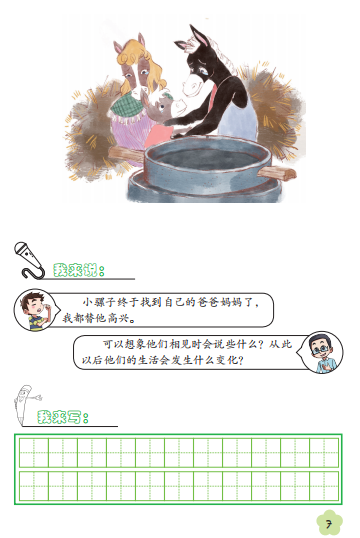 我来说：
小骡子终于找到自己的爸爸妈妈了，
我都替他高兴。
可以想象他们相见时会说些什么？从此
以后他们的生活会发生什么变化？
我来写：
7